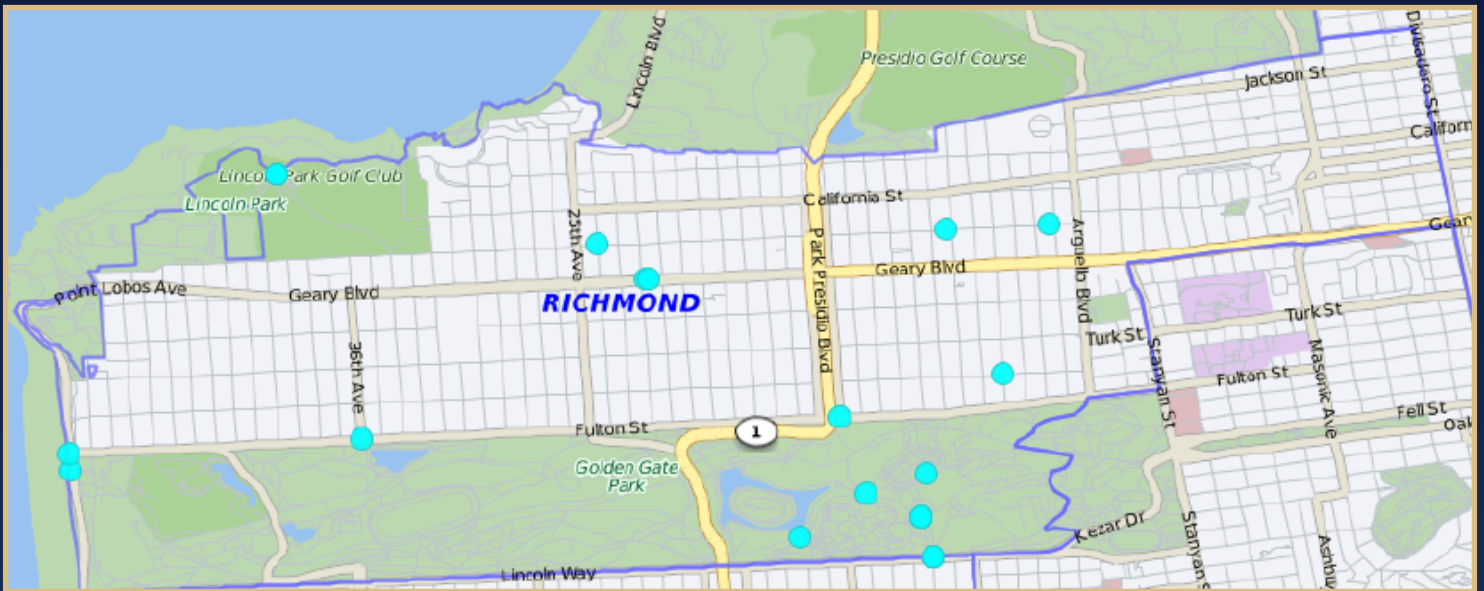 Lincoln Blvd
Presidio Golf Course
Divisadero St
Jackson St
Californ
Lincoln Park Golf Club
Lincoln Park
California St
25th Ave
Park Presidio Blvd
Arguello Blvd
Gear
Geary Blvd
Point Lobos Ave
Geary Blvd
RICHMOND
Turk St
Turk St
36th Ave
Stanyan St
Masonic Ave
Fulton St
Fell St
Oak
Fulton St
1
Golden Gate
Park
Kezar Dr
Stanyan S
Ashbu
Lincoln Way